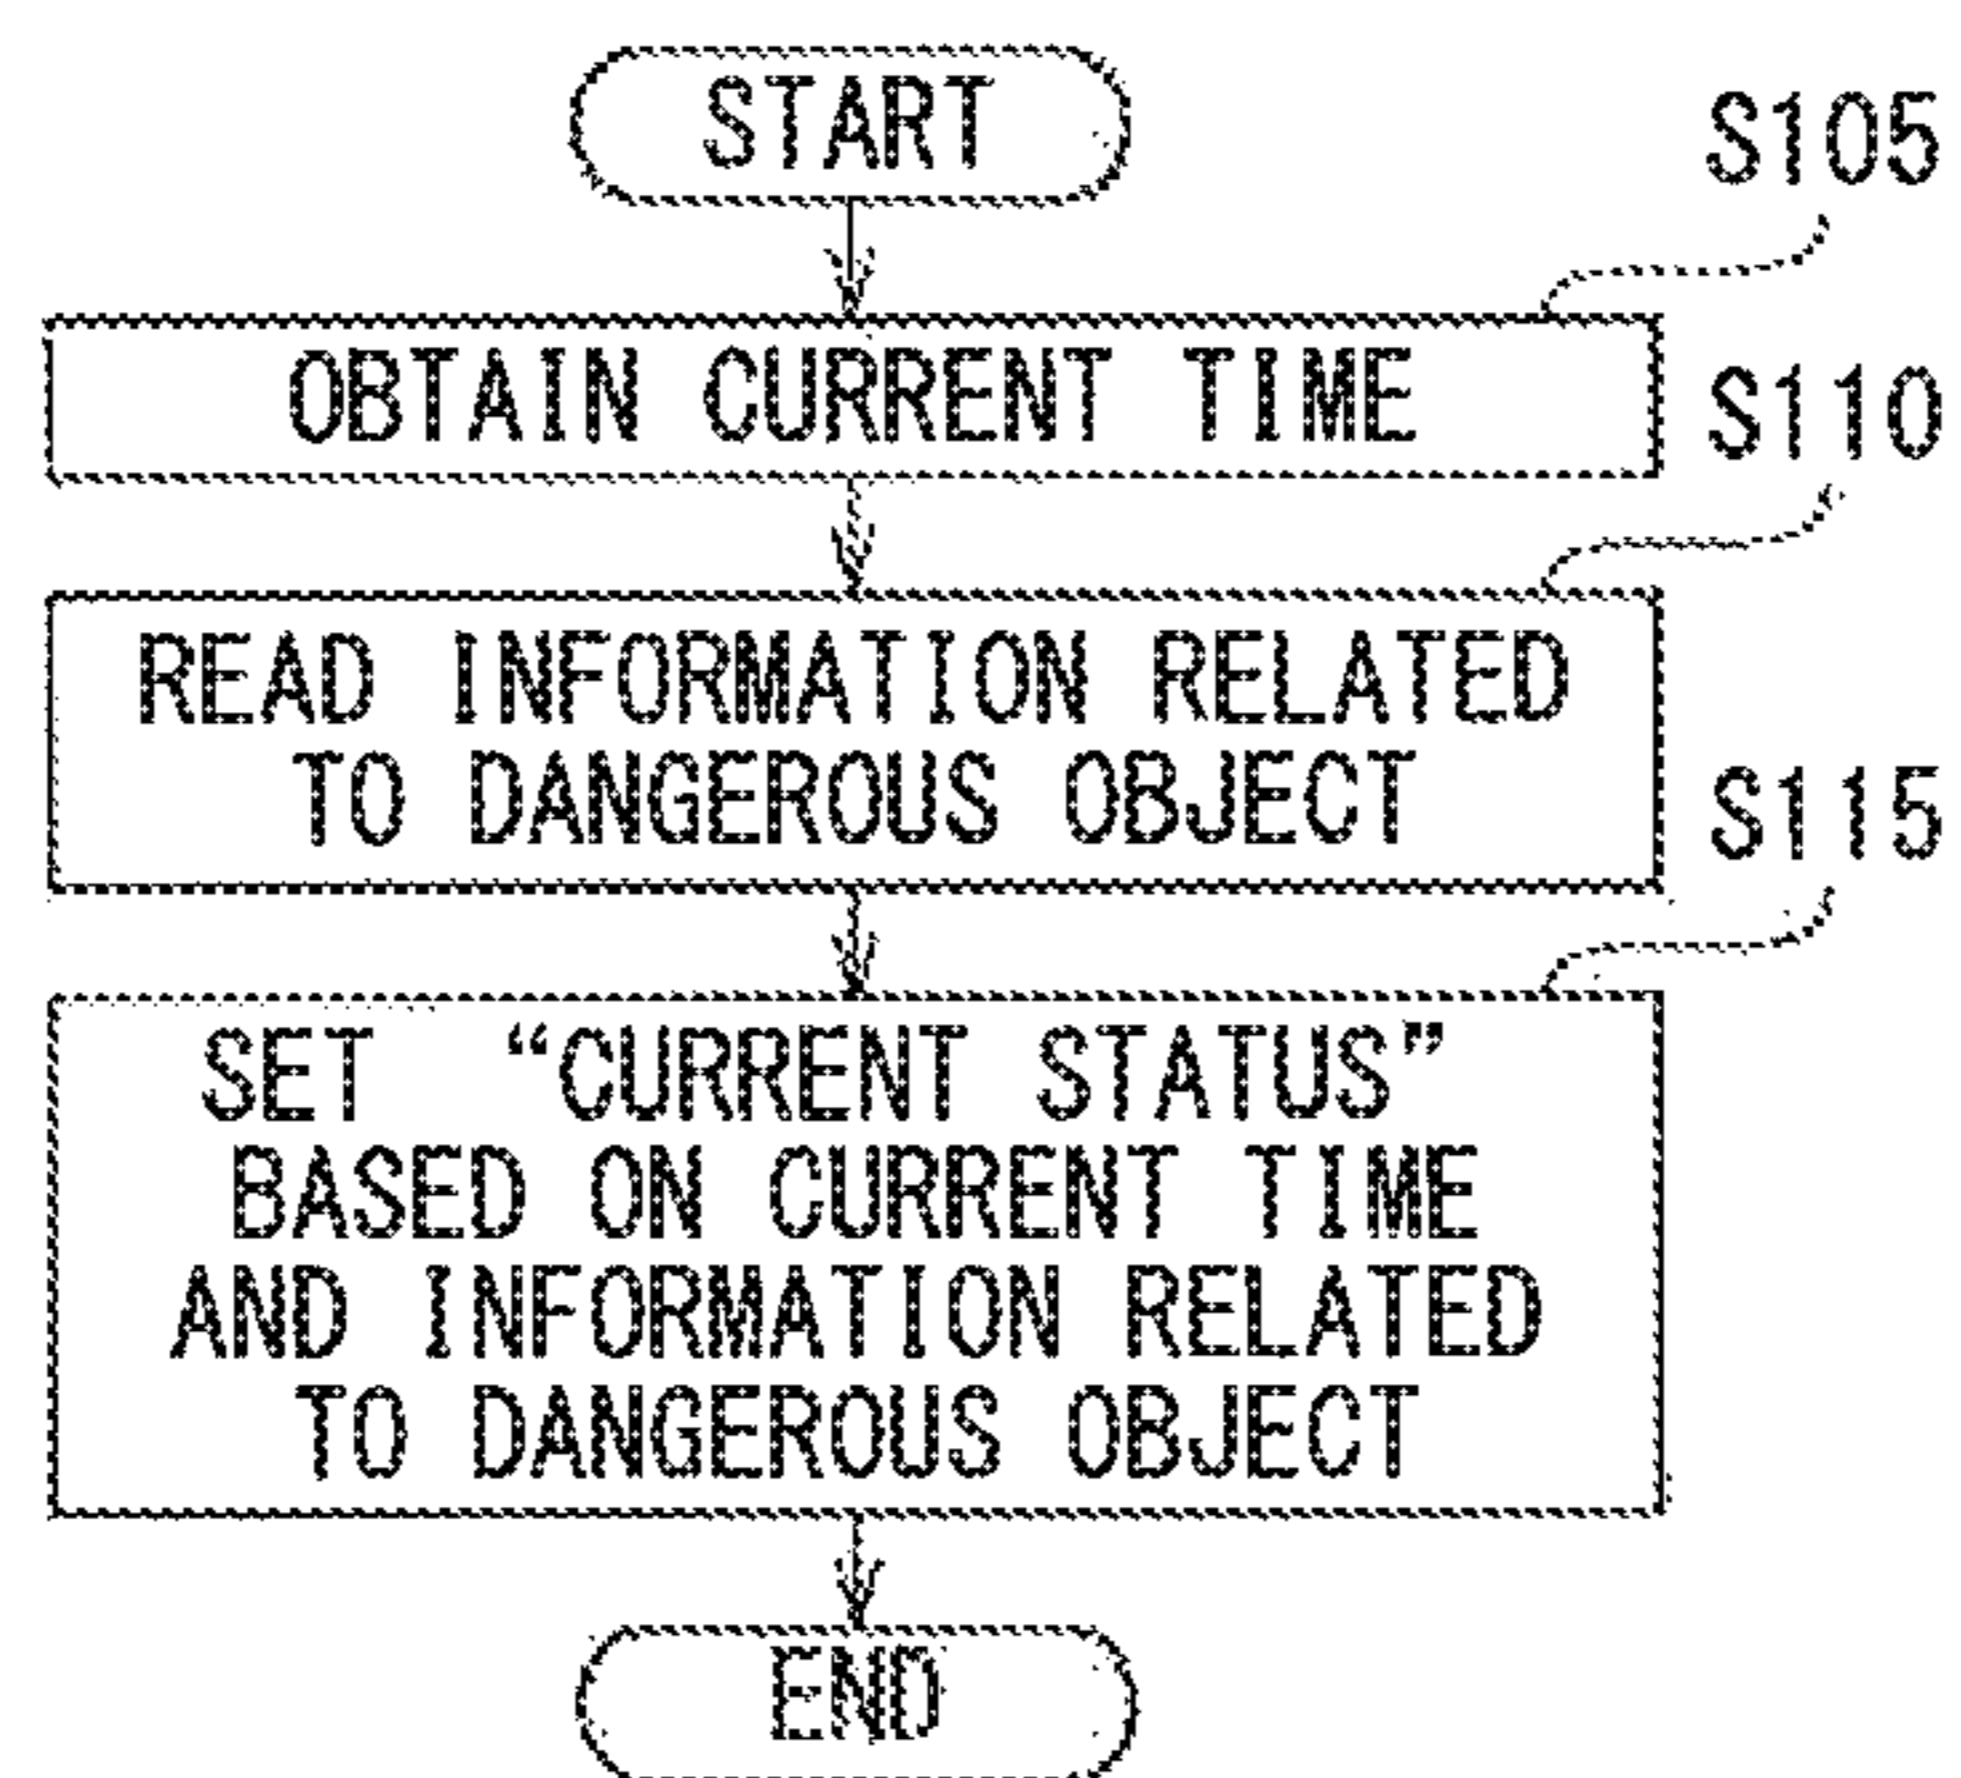 START
S105
OBTAIN CURRENT TIME
S110
READ INFORMATION RELATED
TO DANGEROUS OBJECT
S115
SET “CURRENT STATUS”
BASED ON CURRENT TIME
AND INFORMATION RELATED
TO DANGEROUS OBJECT
END